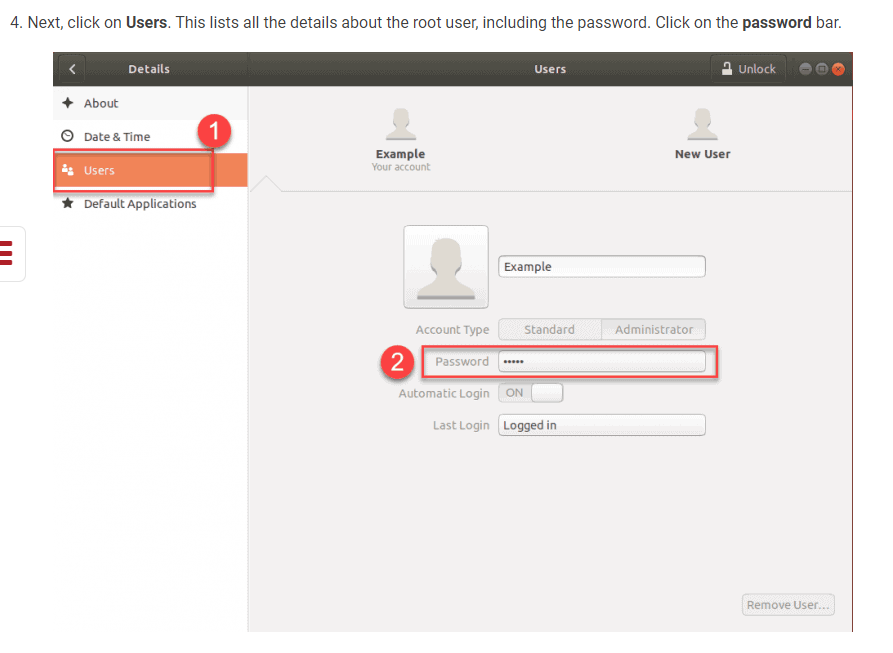 4. Next, click on Users. This lists all the details about the root user, including the password. Click on the password bar.
Details
Users
Unlock
About
Date & Time
1
Users
Default Applications
Example
Your account
New User
Example
Account Type
Standard
Administrator
2
Password
•••••
Automatic Login
ON
Last Login
Logged in
Remove User...